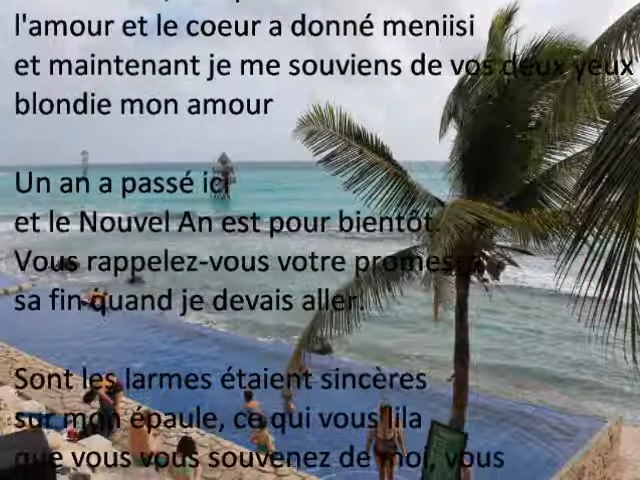 l'amour et le coeur a donné meniisi
et maintenant je me souviens de vos deux yeux
blondie mon amour
Un an a passé ici
et le Nouvel An est pour bientôt.
Vous rappelez-vous votre promesse
sa fin quand je devais aller.
Sont les larmes étaient sincères
sur mon épaule, ce qui vous lila
que vous vous souvenez de moi, vous